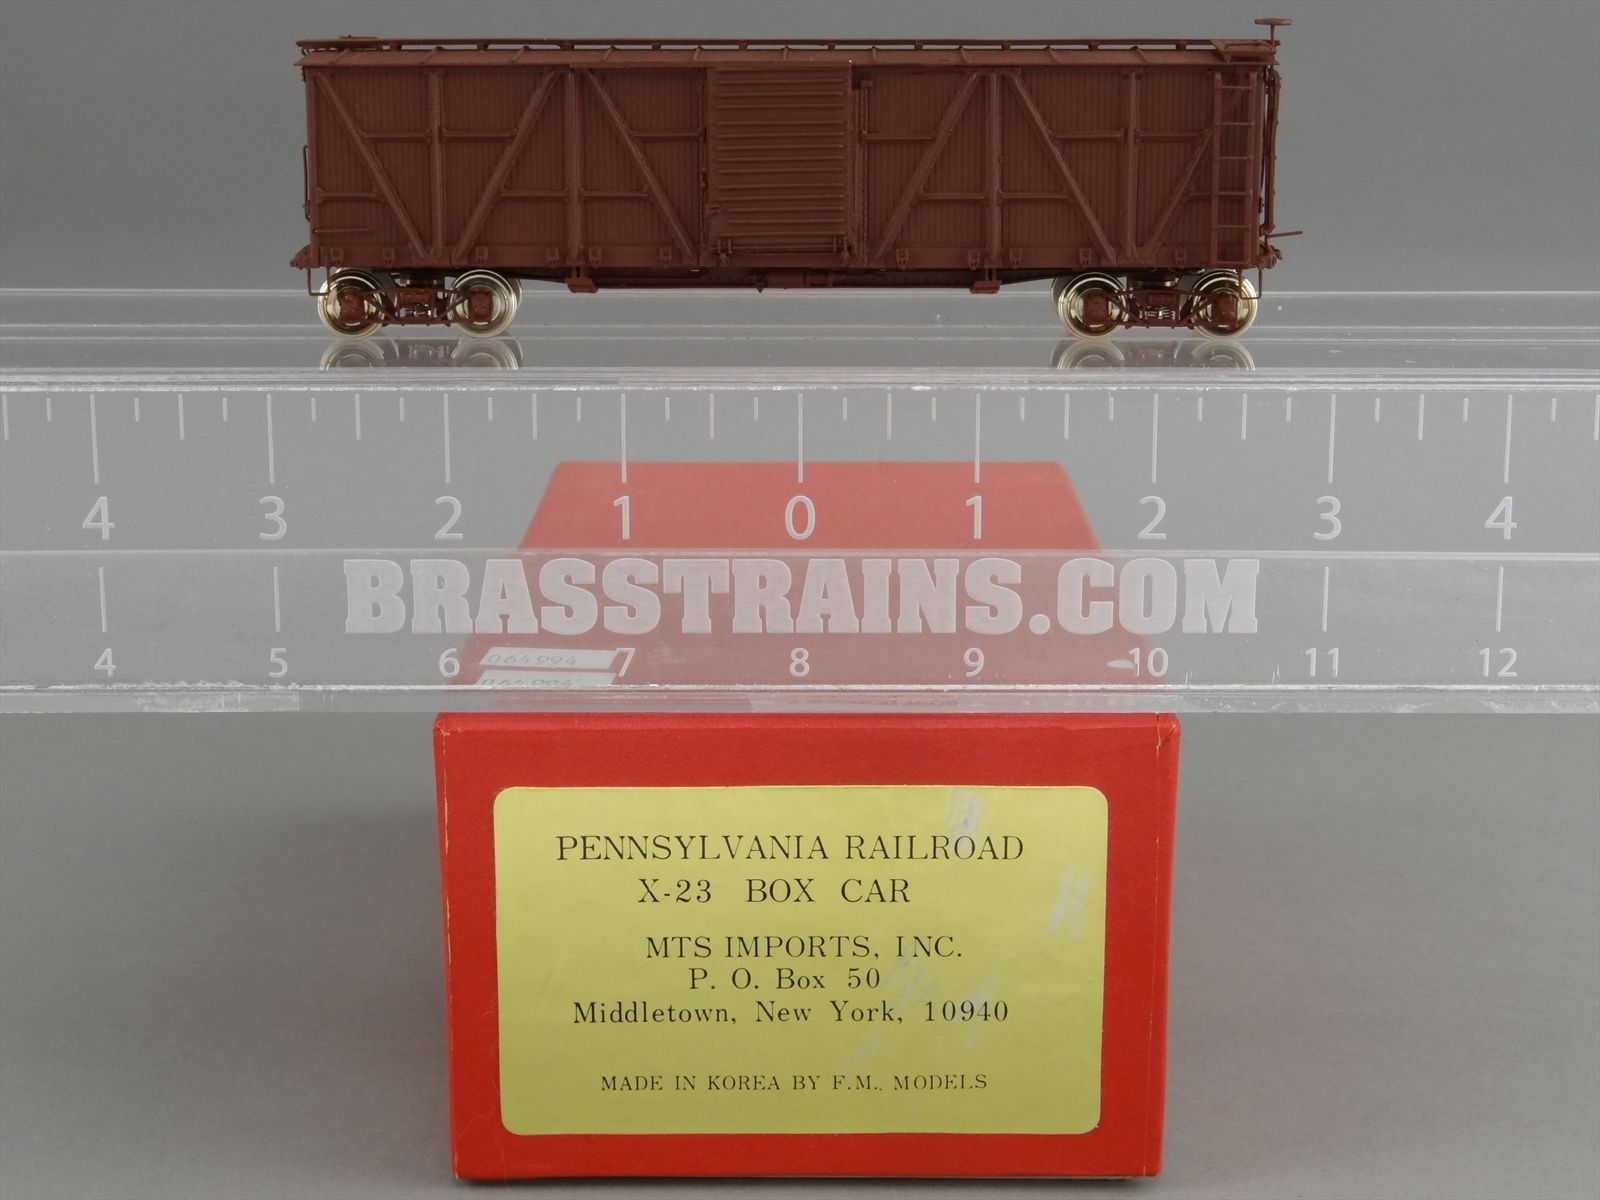 4 3 2 1 0 1 2 3 4
BRASSTRAINS.COM
4 5 6 7 8 9 10 11 12
064994
PENNSYLVANIA RAILROAD
X-23 BOX CAR
MTS IMPORTS, INC.
P. O. Box 50
Middletown, New York, 10940
MADE IN KOREA BY F.M.. MODELS